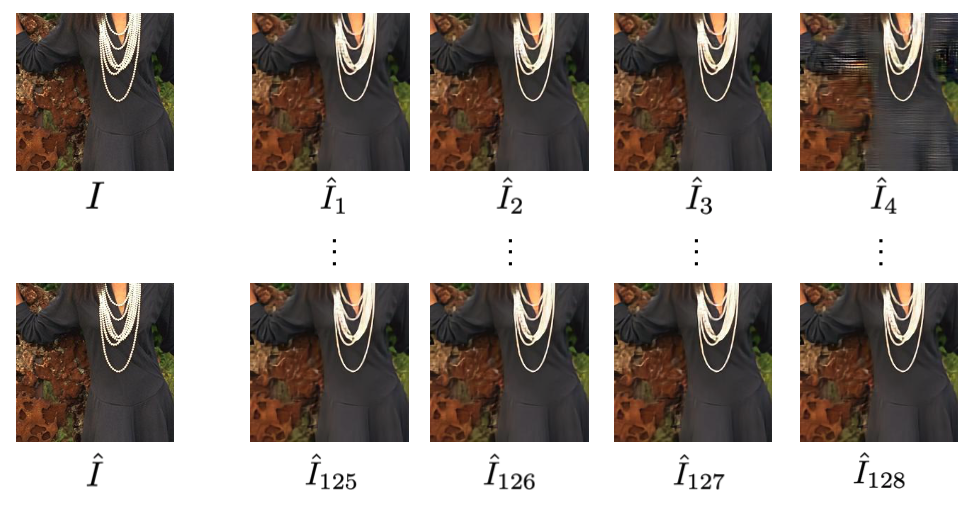 I Î₁ Î₂ Î₃ Î₄
⋮ ⋮ ⋮ ⋮
Î Î₁₂₅ Î₁₂₆ Î₁₂₇ Î₁₂₈